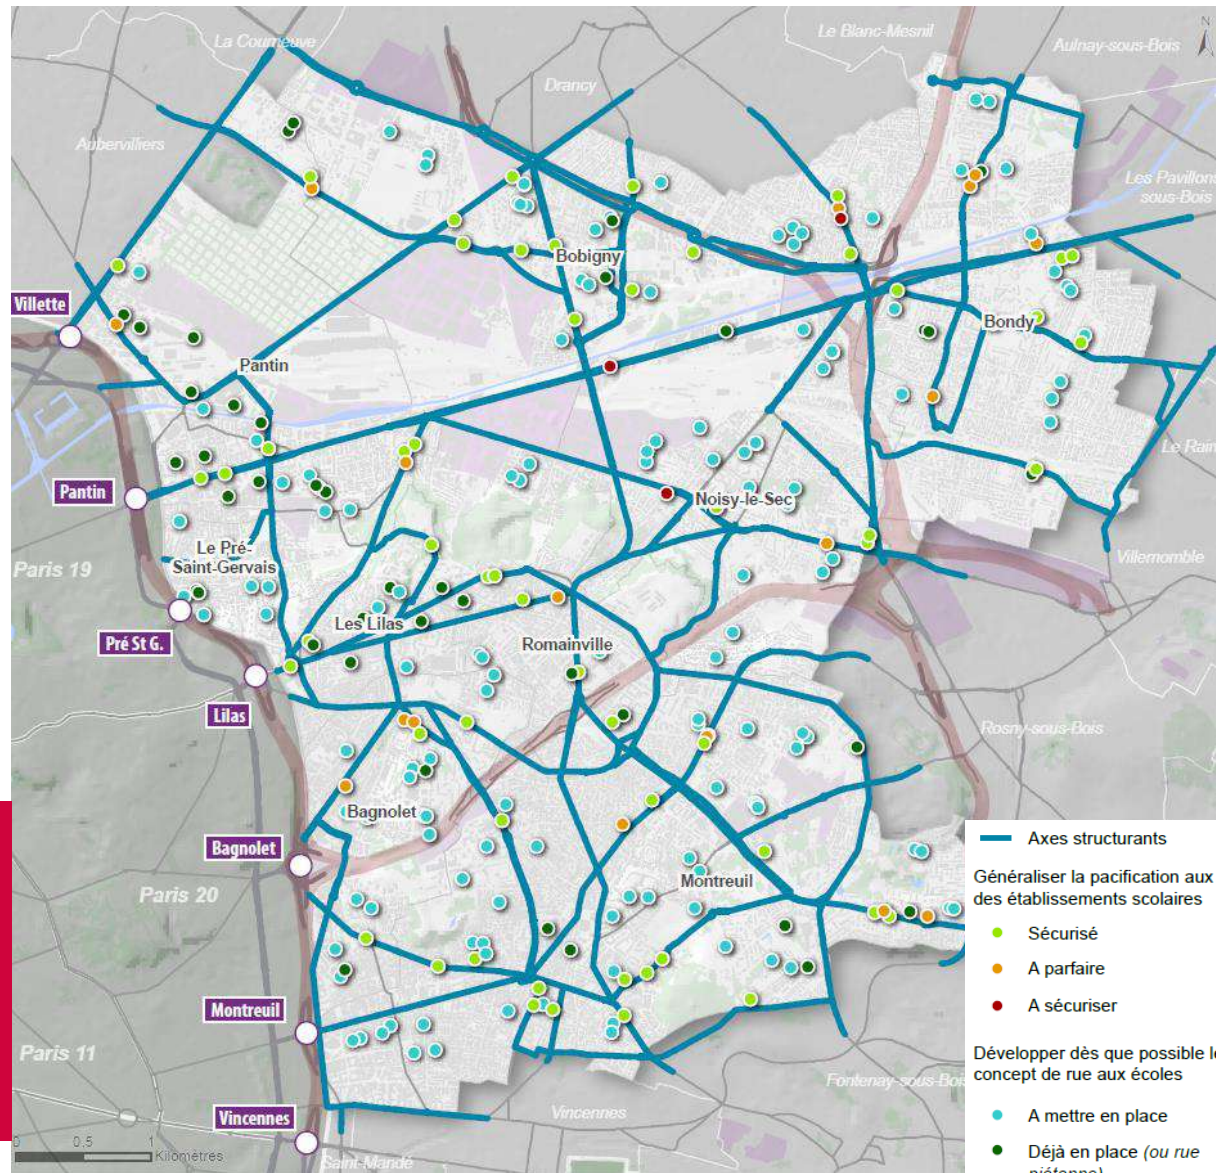 Le Blanc-Mesnil
N
La Courneuve
Aulnay-sous-Bois
Drancy
Aubervilliers
Les Pavillons
sous-Bois
Bobigny
Villette
Bondy
Pantin
Le Rain
Pantin
Noisy-le-Sec
Le Pré-
Saint-Gervais
Villemomble
Paris 19
Les Lilas
Pré St G.
Romainville
Lilas
Rosny-sous-Bois
Bagnolet
Bagnolet
Paris 20
Montreuil
Montreuil
Paris 11
Fontenay-sous-Bois
Vincennes
Vincennes
Saint-Mandé
0 0.5 1
Kilomètres
Axes structurants
Généraliser la pacification aux
des établissements scolaires
Sécurisé
A parfaire
A sécuriser
Développer dès que possible le
concept de rue aux écoles
A mettre en place
Déjà en place (ou rue
piétonne)